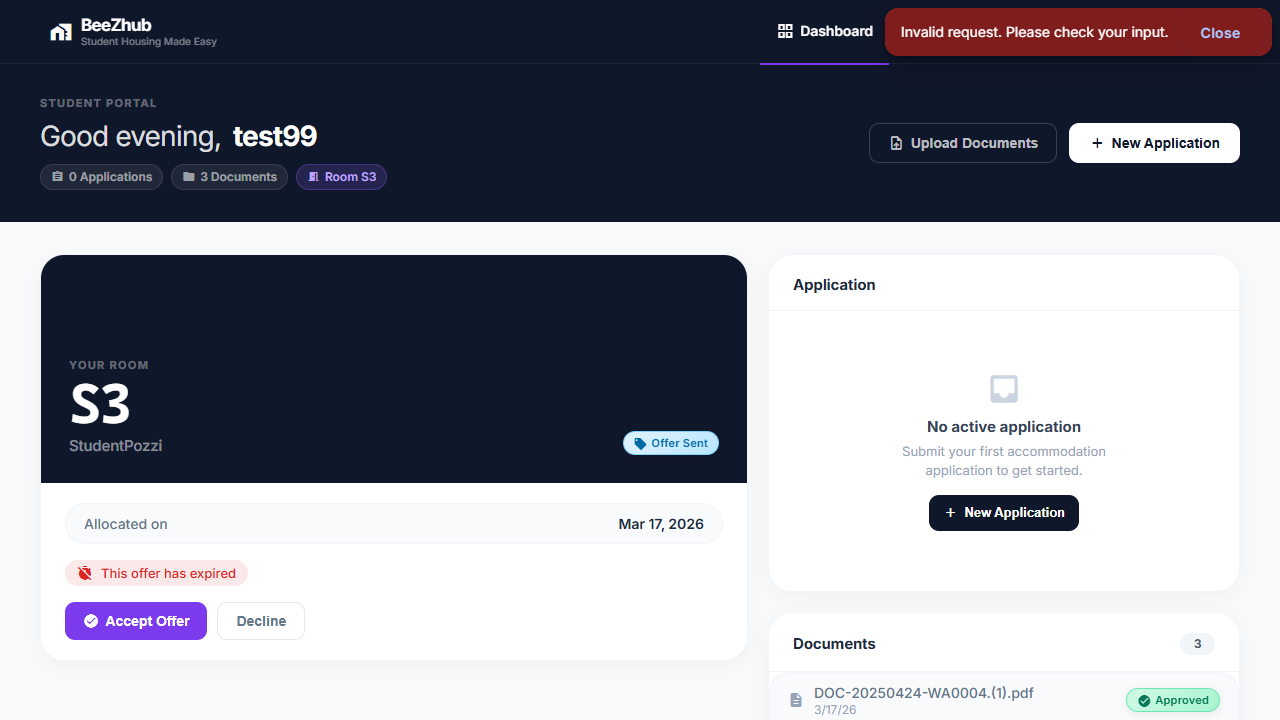 BeeZhub
Student Housing Made Easy
Dashboard
Invalid request. Please check your input.
Close
STUDENT PORTAL
Good evening, test99
0 Applications
3 Documents
Room S3
Upload Documents
New Application
YOUR ROOM
S3
StudentPozzi
Offer Sent
Allocated on
Mar 17, 2026
This offer has expired
Accept Offer
Decline
Application
No active application
Submit your first accommodation
application to get started.
New Application
Documents
3
DOC-20250424-WA0004.(1).pdf
3/17/26
Approved